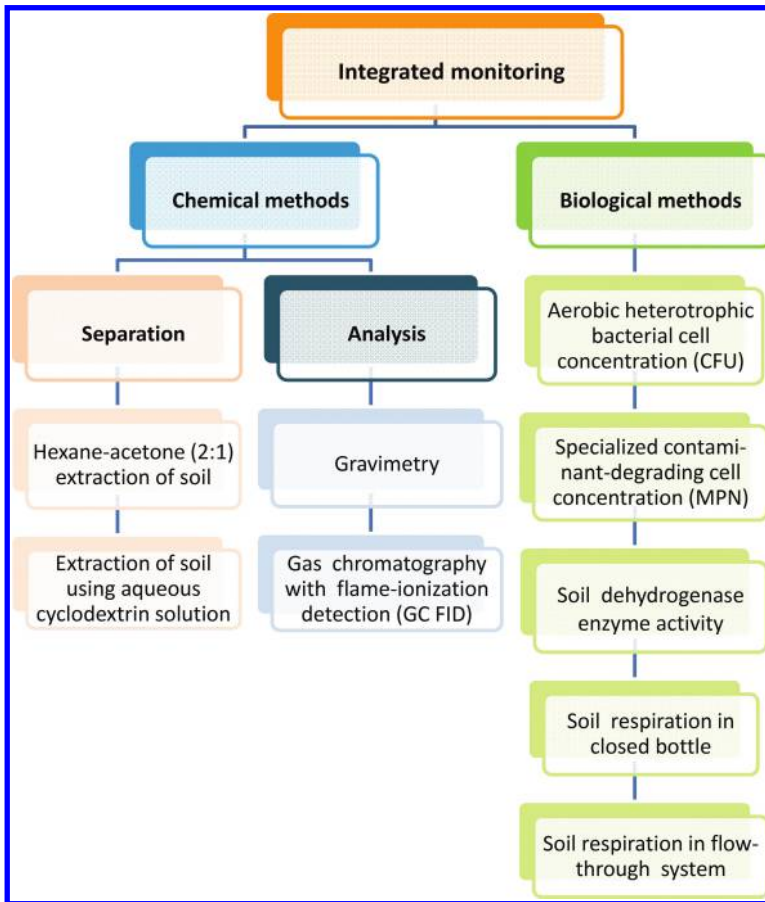 Integrated monitoring
Chemical methods
Biological methods
Separation
Analysis
Aerobic heterotrophic
bacterial cell
concentration (CFU)
Hexane-acetone (2:1)
extraction of soil
Gravimetry
Specialized contami-
nant-degrading cell
concentration (MPN)
Extraction of soil
using aqueous
cyclodextrin solution
Gas chromatography
with flame-ionization
detection (GC FID)
Soil dehydrogenase
enzyme activity
Soil respiration in
closed bottle
Soil respiration in flow-
through system